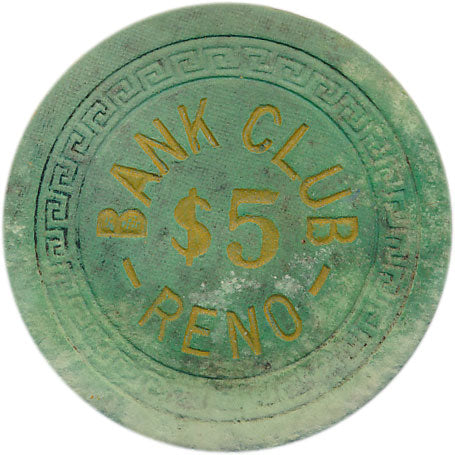 BANK CLUB
$5
- RENO -